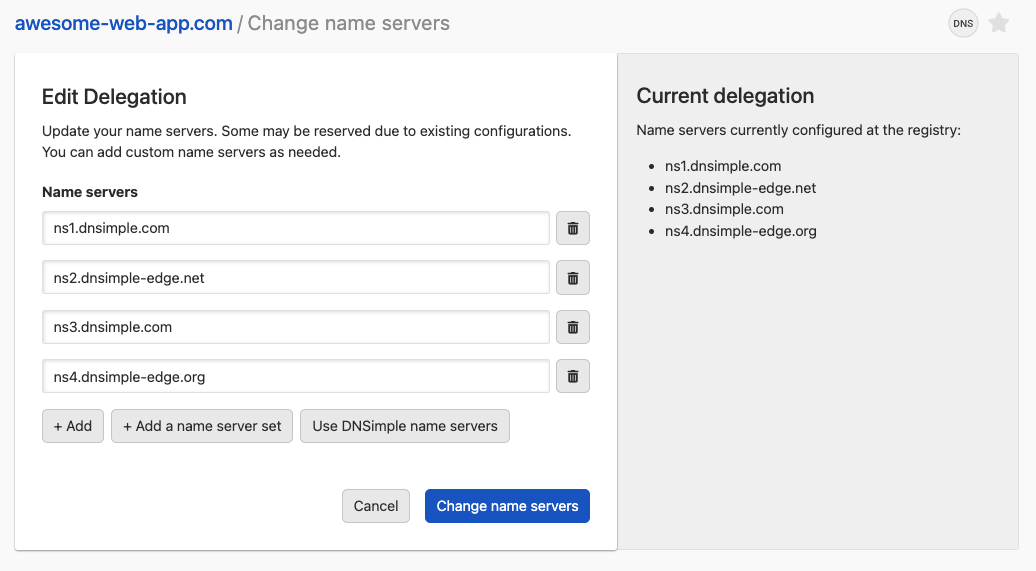 awesome-web-app.com / Change name servers
DNS
Edit Delegation
Update your name servers. Some may be reserved due to existing configurations.
You can add custom name servers as needed.
Name servers
ns1.dnsimple.com
ns2.dnsimple-edge.net
ns3.dnsimple.com
ns4.dnsimple-edge.org
+ Add
+ Add a name server set
Use DNSimple name servers
Cancel
Change name servers
Current delegation
Name servers currently configured at the registry:
• ns1.dnsimple.com
• ns2.dnsimple-edge.net
• ns3.dnsimple.com
• ns4.dnsimple-edge.org